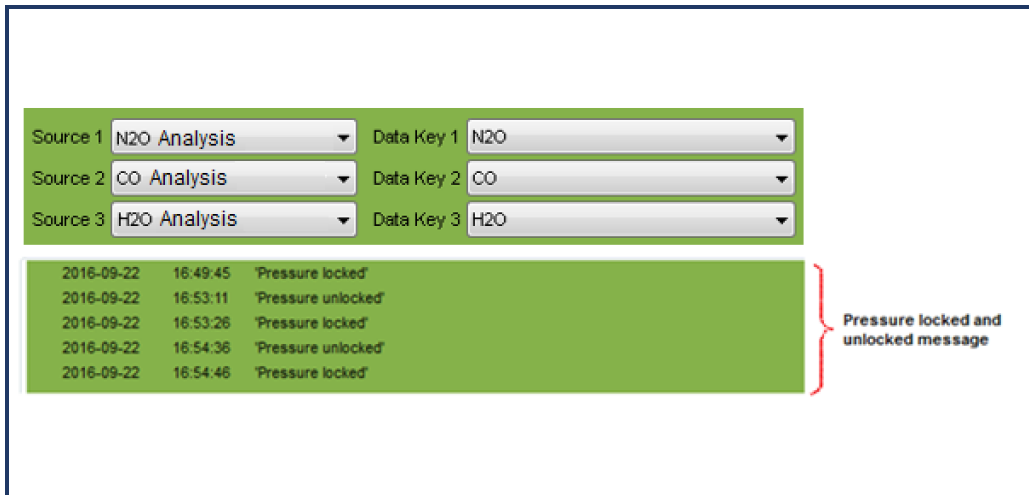 Source 1 N2O Analysis Data Key 1 N2O
Source 2 CO Analysis Data Key 2 CO
Source 3 H2O Analysis Data Key 3 H2O
2016-09-22 16:49:45 'Pressure locked'
2016-09-22 16:53:11 'Pressure unlocked'
2016-09-22 16:53:26 'Pressure locked'
2016-09-22 16:54:36 'Pressure unlocked'
2016-09-22 16:54:46 'Pressure locked'
Pressure locked and
unlocked message